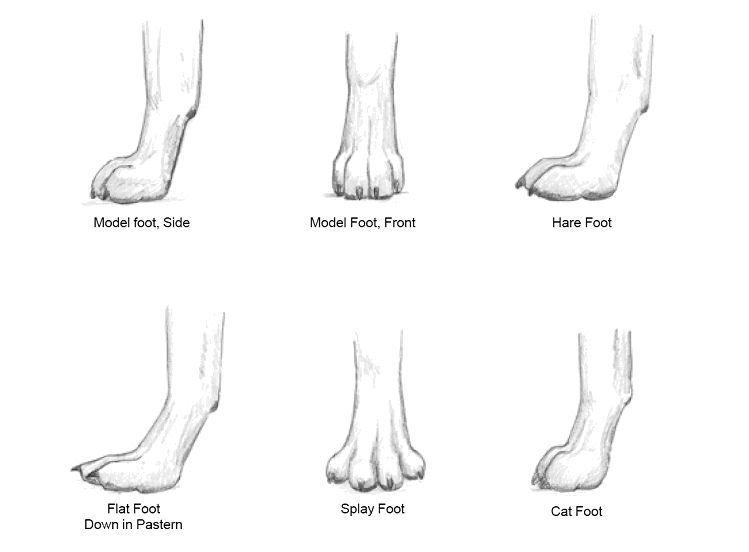 Model foot, Side
Model Foot, Front
Hare Foot
Flat Foot
Down in Pastern
Splay Foot
Cat Foot